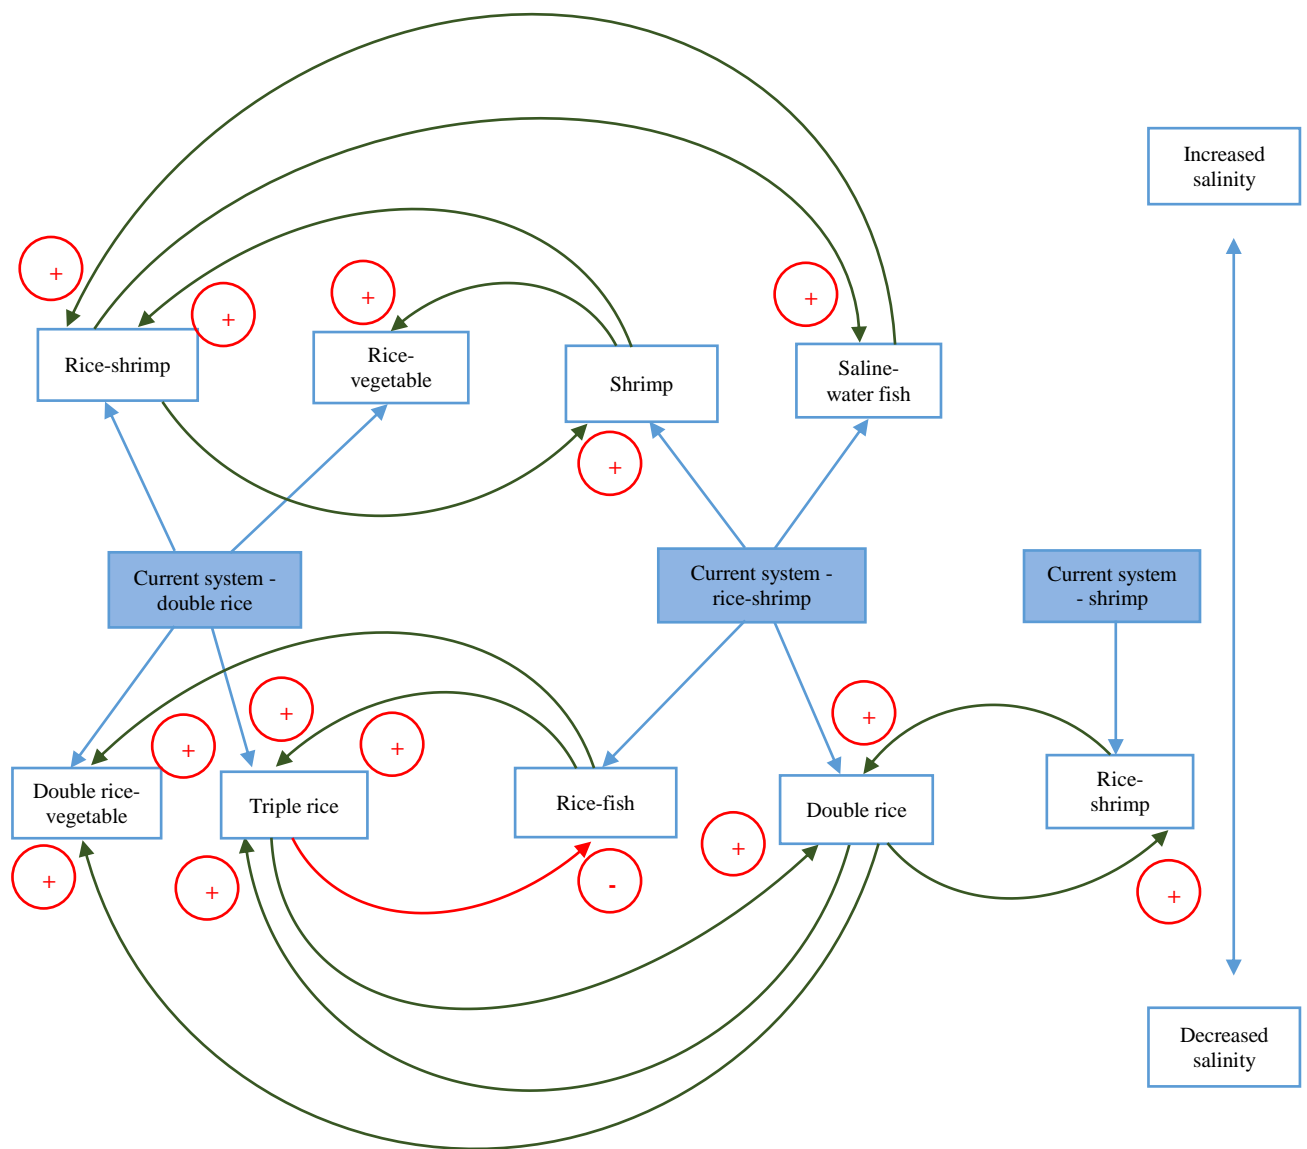 Increased
salinity
+
+
+
+
Rice-shrimp
Rice-
vegetable
Shrimp
Saline-
water fish
+
Current system -
double rice
Current system -
rice-shrimp
Current system
- shrimp
+
+
+
+
Double rice-
vegetable
Triple rice
Rice-fish
Double rice
Rice-
shrimp
+
+
+
-
+
Decreased
salinity